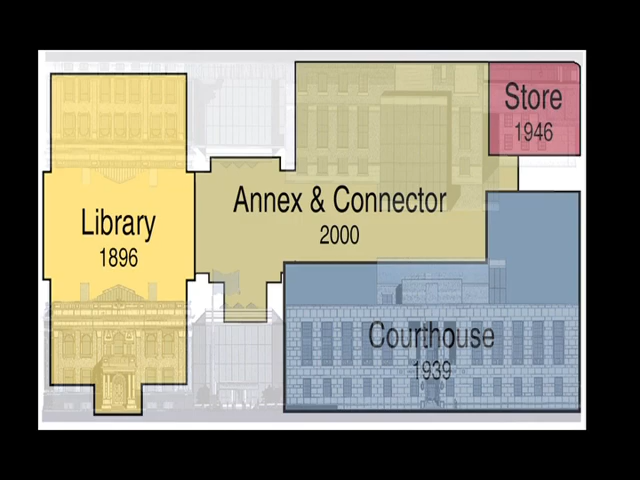 Store
1946
Annex & Connector
2000
Library
1896
Courthouse
1939